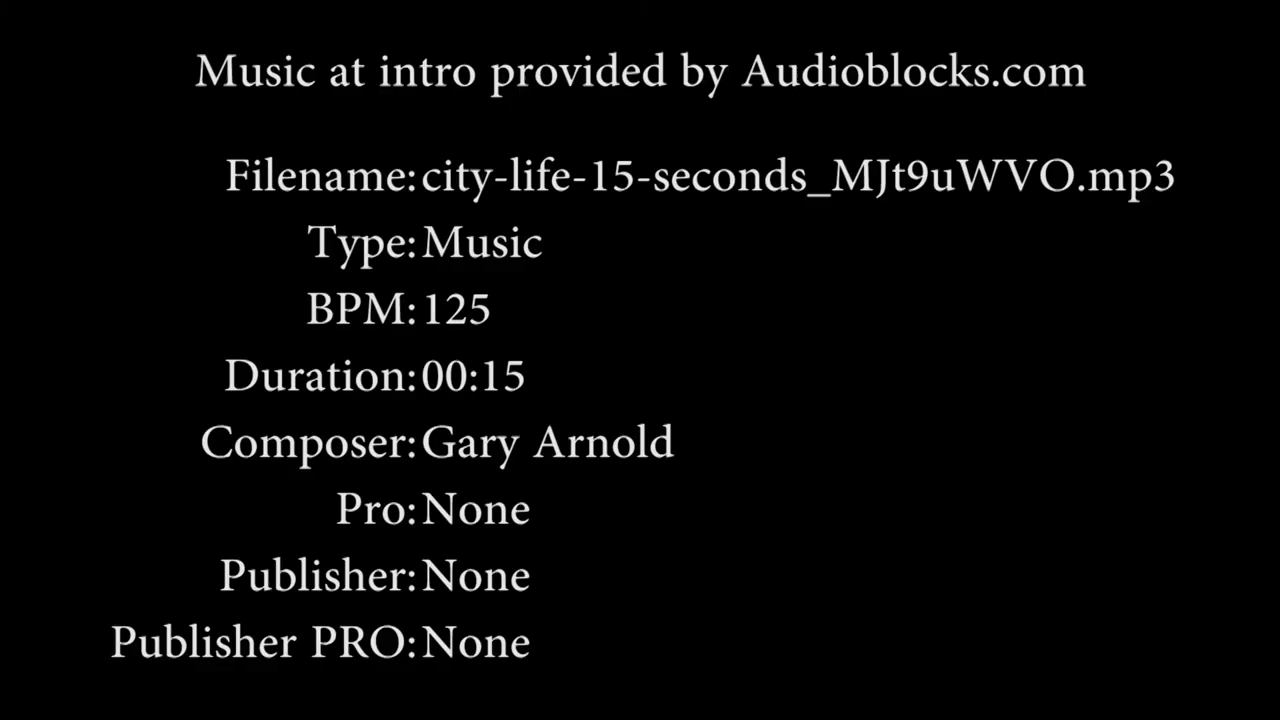 Music at intro provided by Audioblocks.com
Filename: city-life-15-seconds_MJt9uWVO.mp3
Type: Music
BPM: 125
Duration: 00:15
Composer: Gary Arnold
Pro: None
Publisher: None
Publisher PRO: None